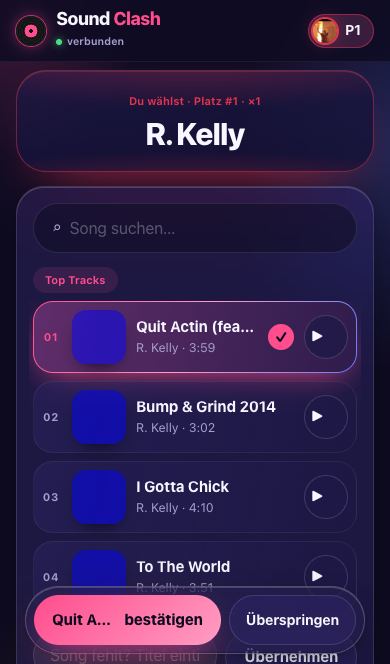 Sound Clash
verbunden
P1
Du wählst · Platz #1 · ×1
R. Kelly
Song suchen...
Top Tracks
01
Quit Actin (fea...
R. Kelly · 3:59
02
Bump & Grind 2014
R. Kelly · 3:02
03
I Gotta Chick
R. Kelly · 4:10
04
To The World
R. Kelly · 3:51
Quit A... bestätigen
Überspringen
Song fehlt? Titel einti
Übernehmen